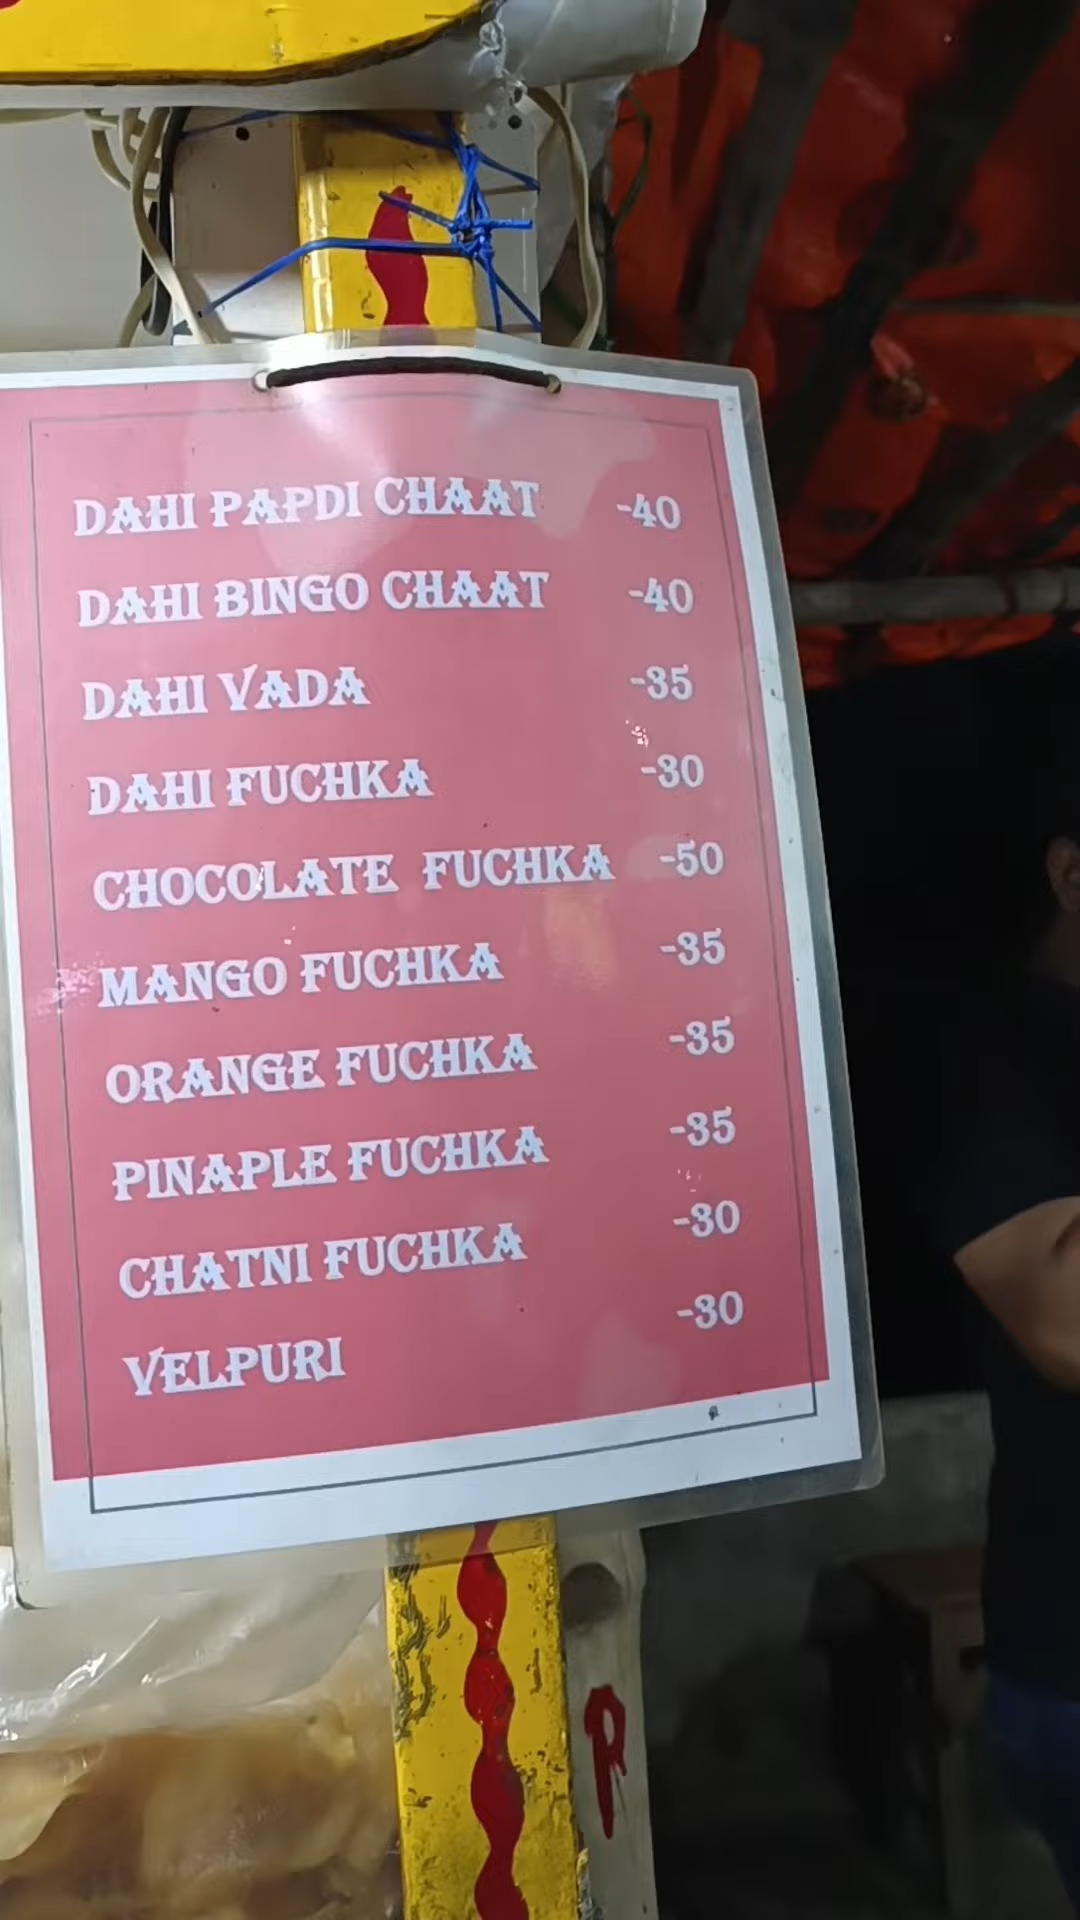 DAHI PAPDI CHAAT -40
DAHI BINGO CHAAT -40
DAHI VADA -35
DAHI FUCHKA -30
CHOCOLATE FUCHKA -50
MANGO FUCHKA -35
ORANGE FUCHKA -35
PINAPLE FUCHKA -35
CHATNI FUCHKA -30
VELPURI -30
P